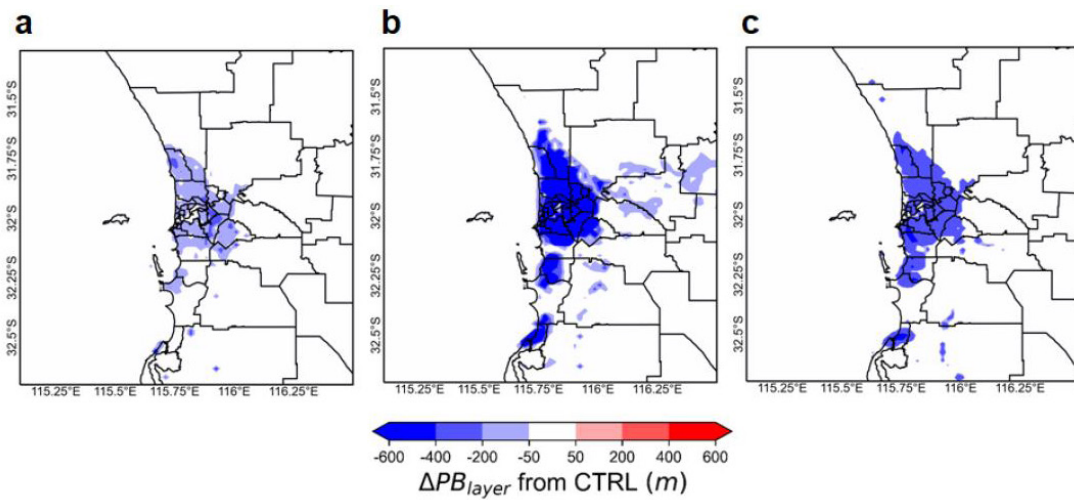 a
b
c
31.5°S
31.75°S
32°S
32.25°S
32.5°S
115.25°E 115.5°E 115.75°E 116°E 116.25°E
31.5°S
31.75°S
32°S
32.25°S
32.5°S
115.25°E 115.5°E 115.75°E 116°E 116.25°E
31.5°S
31.75°S
32°S
32.25°S
32.5°S
115.25°E 115.5°E 115.75°E 116°E 116.25°E
-600 -400 -200 -50 50 200 400 600
ΔPB_layer from CTRL (m)